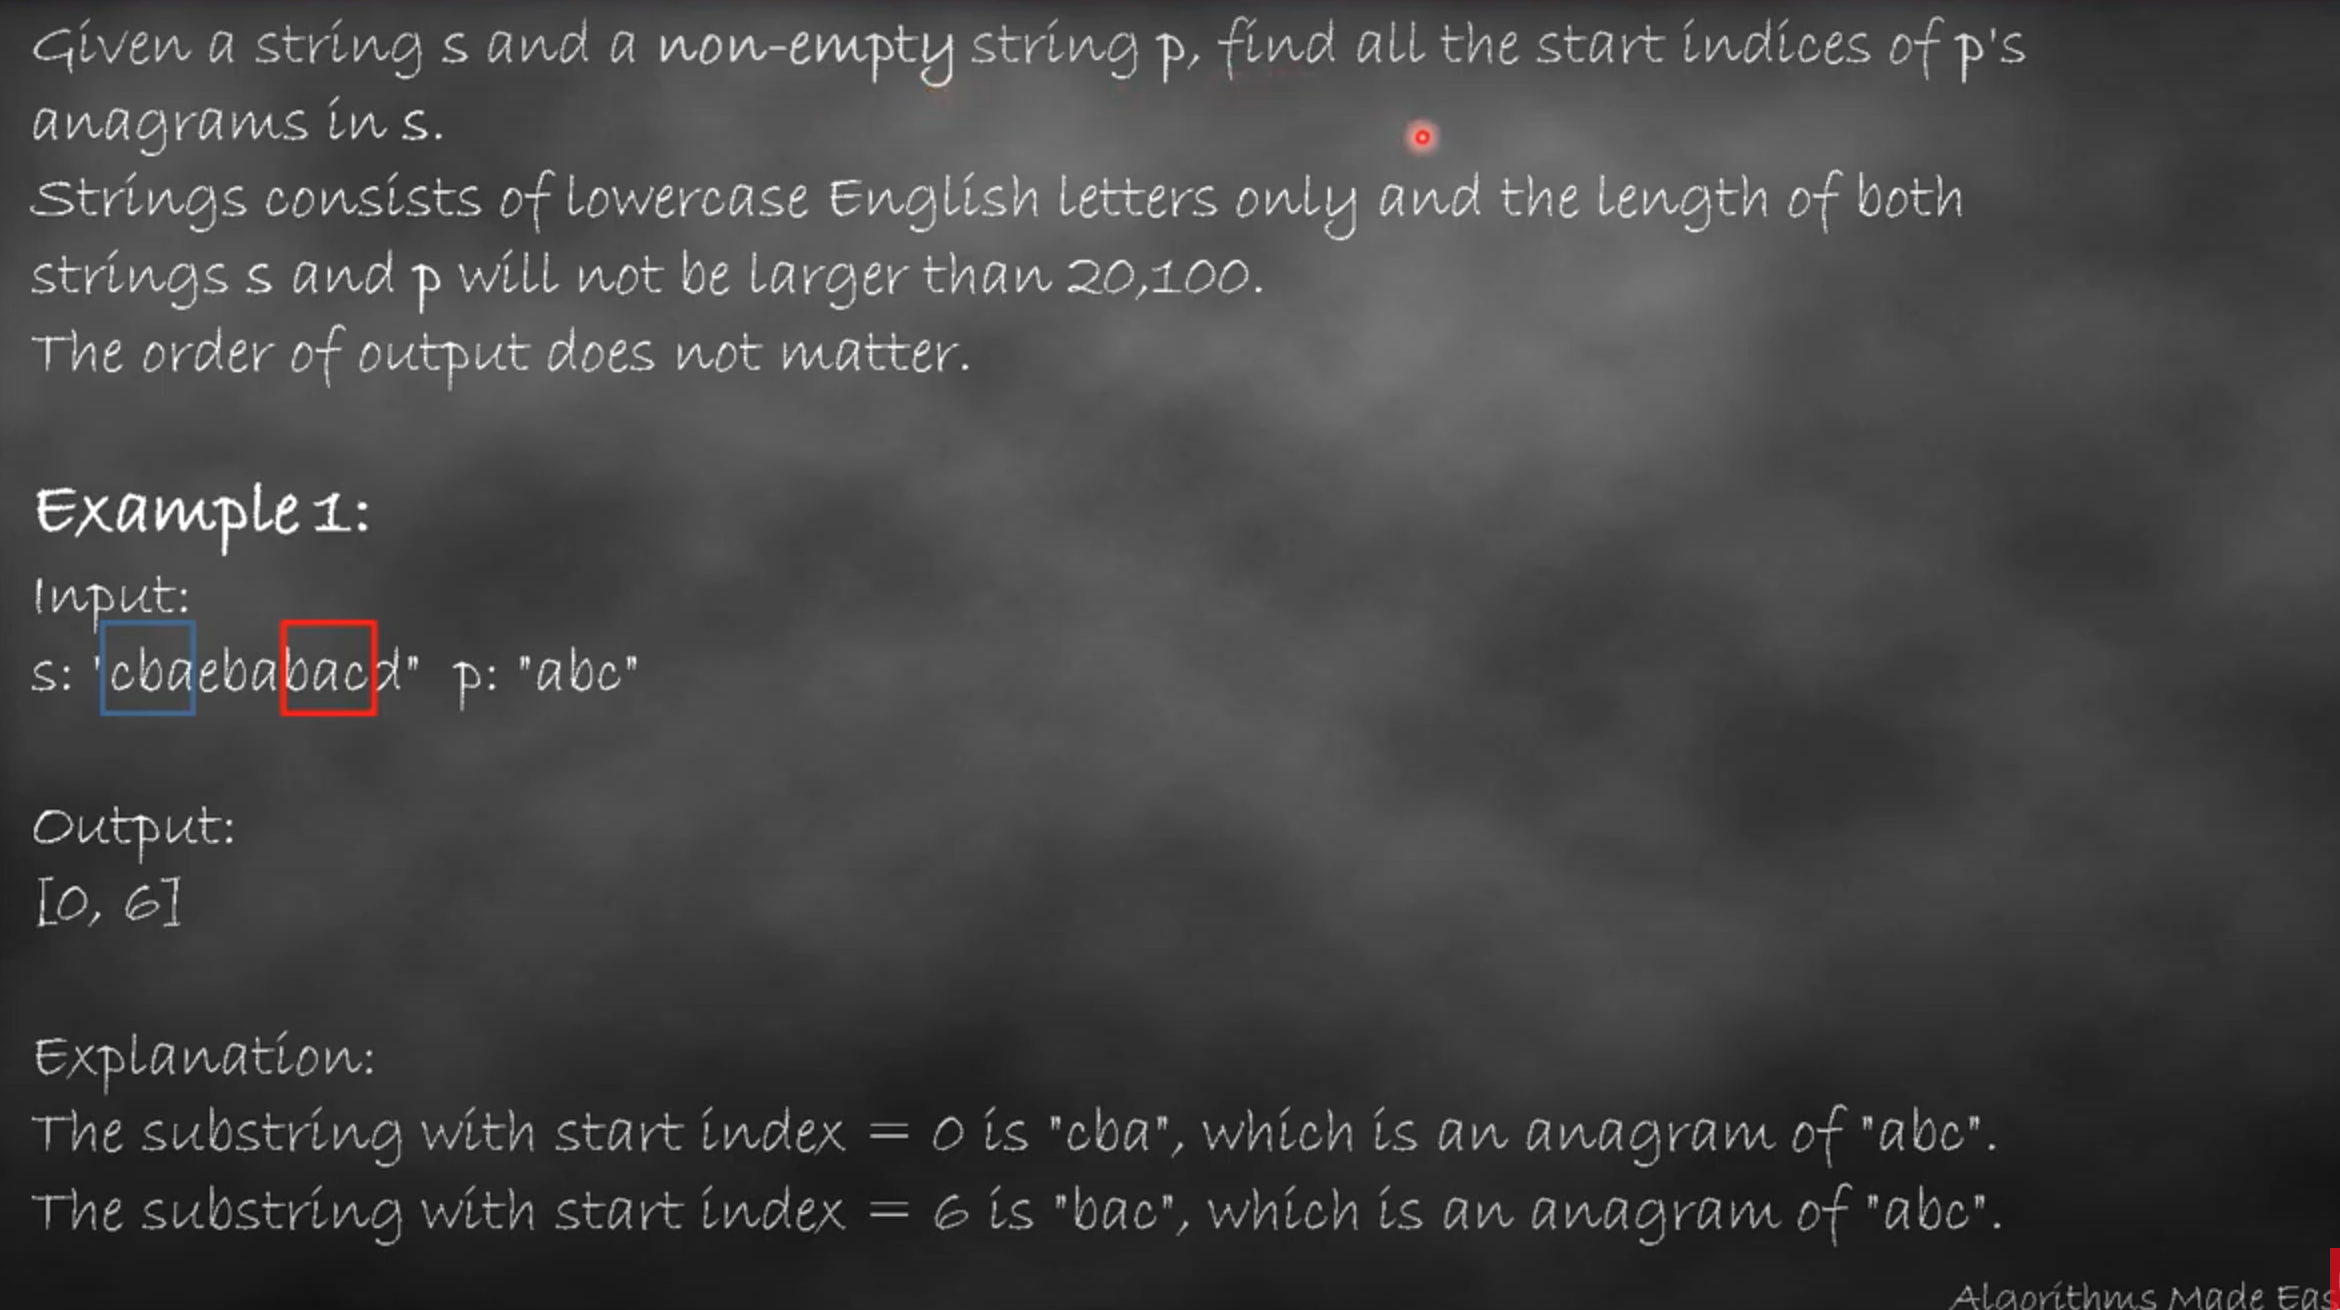 Given a string s and a non-empty string p, find all the start indices of p's
anagrams in s.
Strings consists of lowercase English letters only and the length of both
strings s and p will not be larger than 20,100.
The order of output does not matter.
Example 1:
Input:
s: "cbaebabacd" p: "abc"
Output:
[0, 6]
Explanation:
The substring with start index = 0 is "cba", which is an anagram of "abc".
The substring with start index = 6 is "bac", which is an anagram of "abc".
Algorithms Made Eas